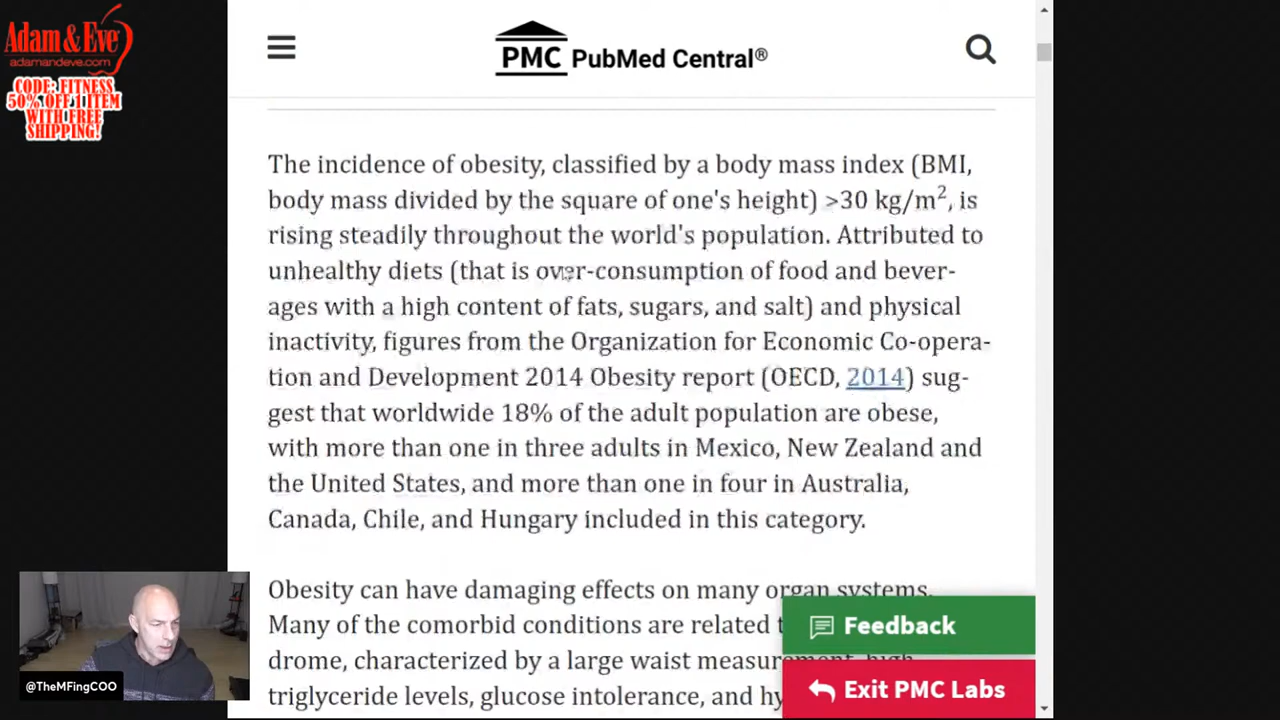 Adam & Eve
adamandeve.com
CODE: FITNESS
50% OFF 1 ITEM
WITH FREE
SHIPPING!
PMC PubMed Central®
The incidence of obesity, classified by a body mass index (BMI,
body mass divided by the square of one's height) >30 kg/m², is
rising steadily throughout the world's population. Attributed to
unhealthy diets (that is over-consumption of food and bever-
ages with a high content of fats, sugars, and salt) and physical
inactivity, figures from the Organization for Economic Co-opera-
tion and Development 2014 Obesity report (OECD, 2014) sug-
gest that worldwide 18% of the adult population are obese,
with more than one in three adults in Mexico, New Zealand and
the United States, and more than one in four in Australia,
Canada, Chile, and Hungary included in this category.
Obesity can have damaging effects on many organ systems.
Many of the comorbid conditions are related t
drome, characterized by a large waist measurement, high
triglyceride levels, glucose intolerance, and hy
Feedback
Exit PMC Labs
@TheMFingCOO